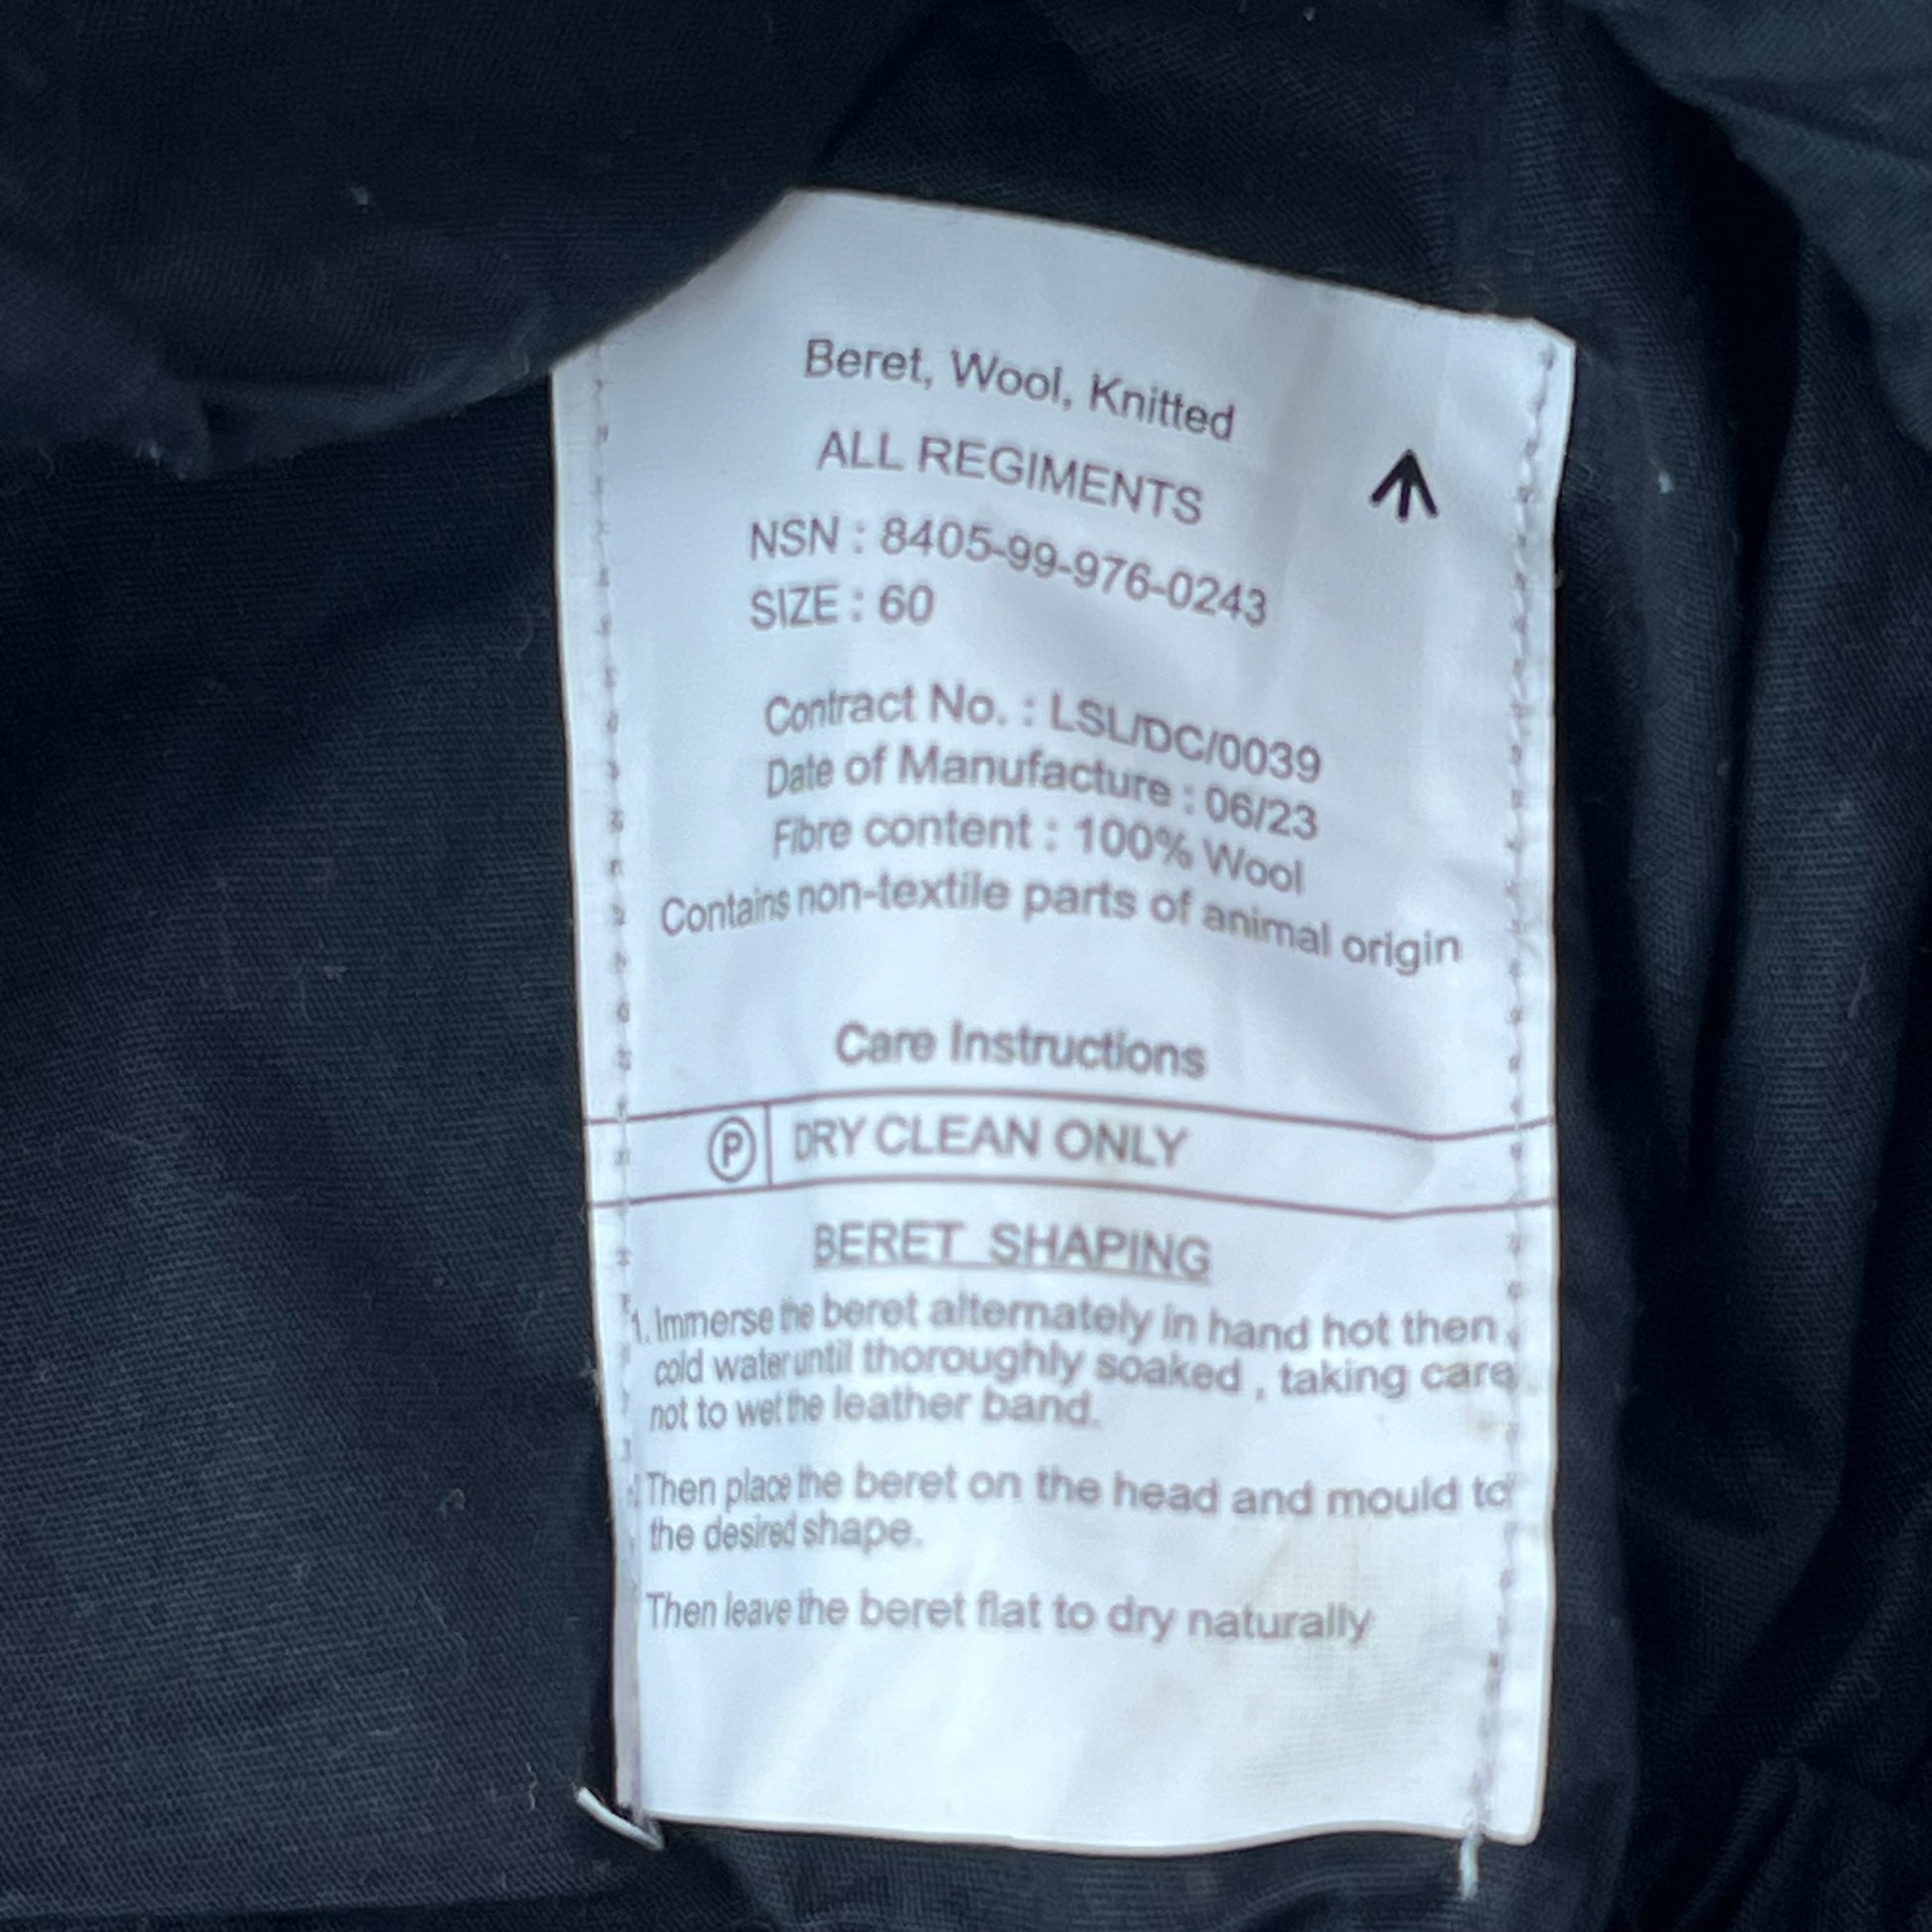 Beret, Wool, Knitted
ALL REGIMENTS
NSN : 8405-99-976-0243
SIZE : 60
Contract No. : LSL/DC/0039
Date of Manufacture : 06/23
Fibre content : 100% Wool
Contains non-textile parts of animal origin
Care Instructions
P DRY CLEAN ONLY
BERET SHAPING
1. Immerse the beret alternately in hand hot then
cold water until thoroughly soaked , taking care
not to wet the leather band.
Then place the beret on the head and mould to
the desired shape.
Then leave the beret flat to dry naturally